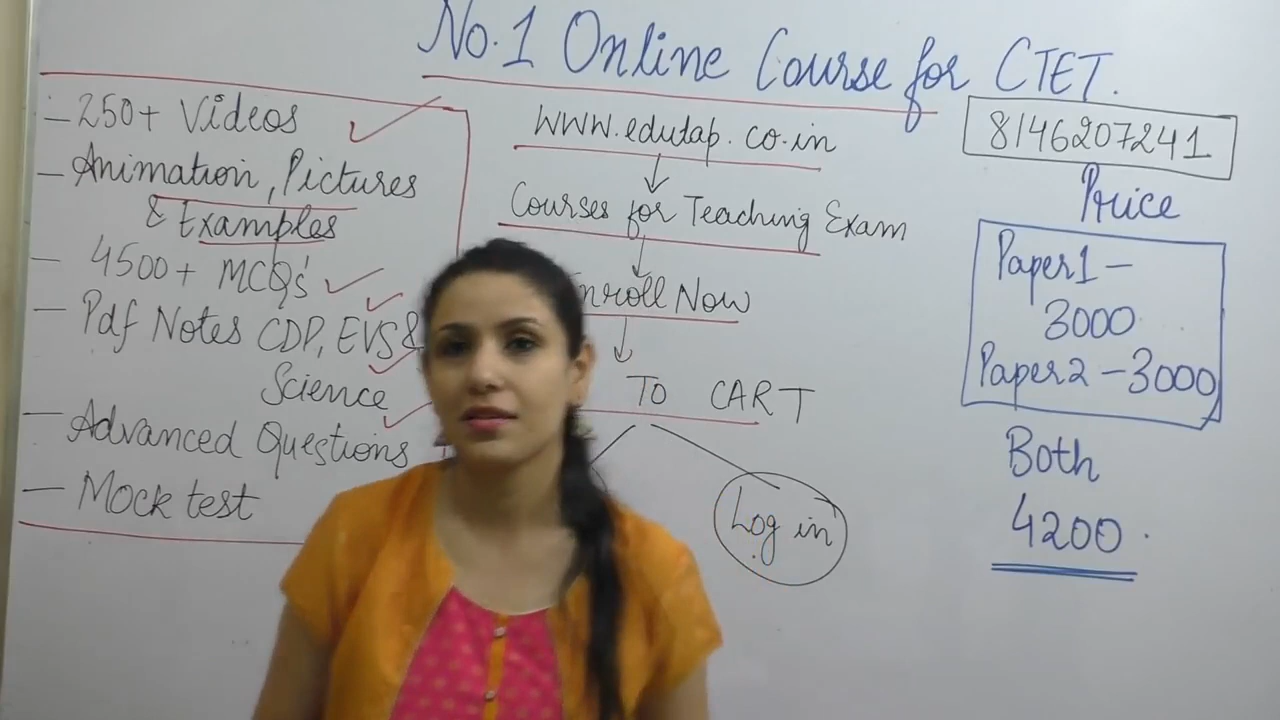 No.1 Online Course for CTET.
- 250+ Videos
- Animation, Pictures
& Examples
- 4500+ MCQ's
- Pdf Notes CDP, EVS &
Science
- Advanced Questions
- Mock test
www.edutap.co.in
Courses for Teaching Exam
nroll Now
TO CART
Log in
8146207241
Price
Paper1 -
3000
Paper2 - 3000
Both
4200